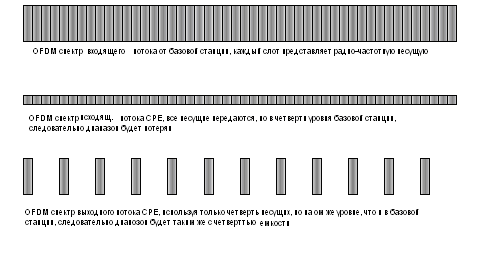 OFDM спектр входящего потока от базовой станции, каждый слот представляет радио-частотную несущую
OFDM спектр исходящ. потока CPE, все несущие передаются, но в четверть уровня базовой станции,
следовательно диапазон будет потерян
OFDM спектр выходного потока CPE, используя только четверть несущих, но на том же уровне, что и в базовой
станции, следовательно диапазон будет таким же с четвертью емкости